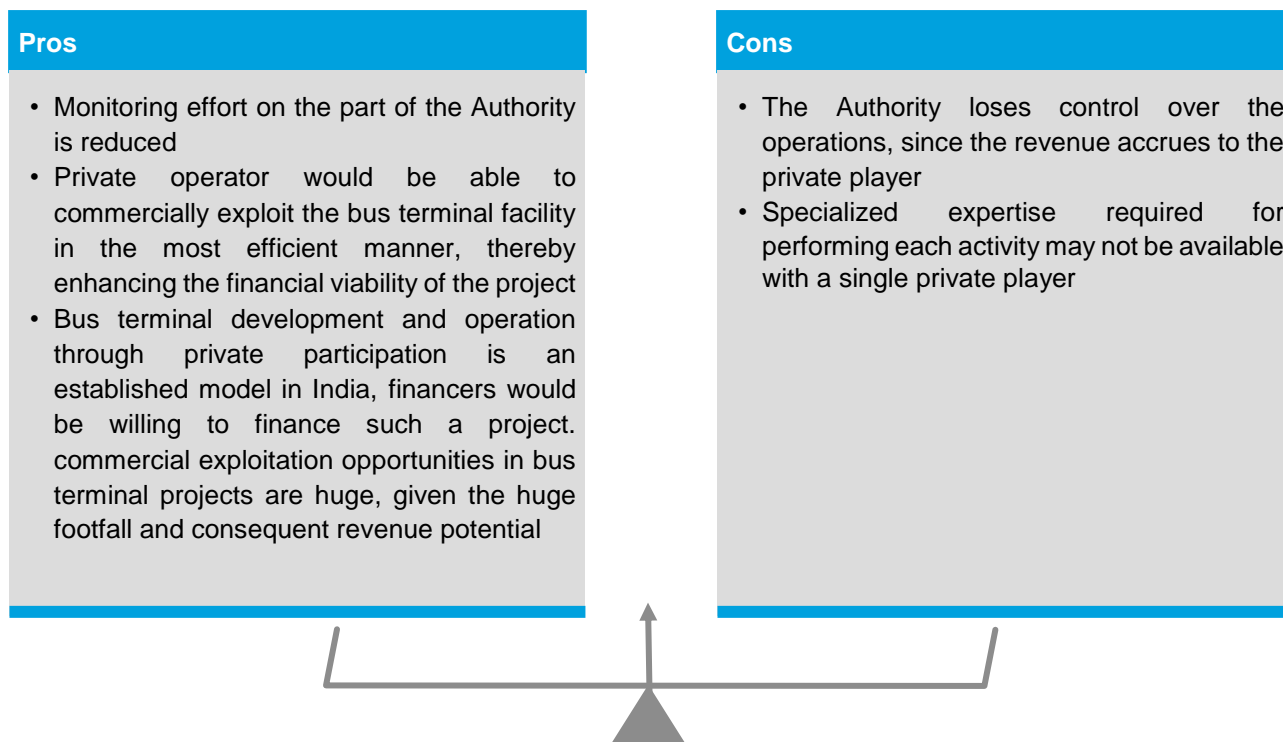 Pros
• Monitoring effort on the part of the Authority
is reduced
• Private operator would be able to
commercially exploit the bus terminal facility
in the most efficient manner, thereby
enhancing the financial viability of the project
• Bus terminal development and operation
through private participation is an
established model in India, financers would
be willing to finance such a project.
commercial exploitation opportunities in bus
terminal projects are huge, given the huge
footfall and consequent revenue potential
Cons
• The Authority loses control over the
operations, since the revenue accrues to the
private player
• Specialized expertise required for
performing each activity may not be available
with a single private player